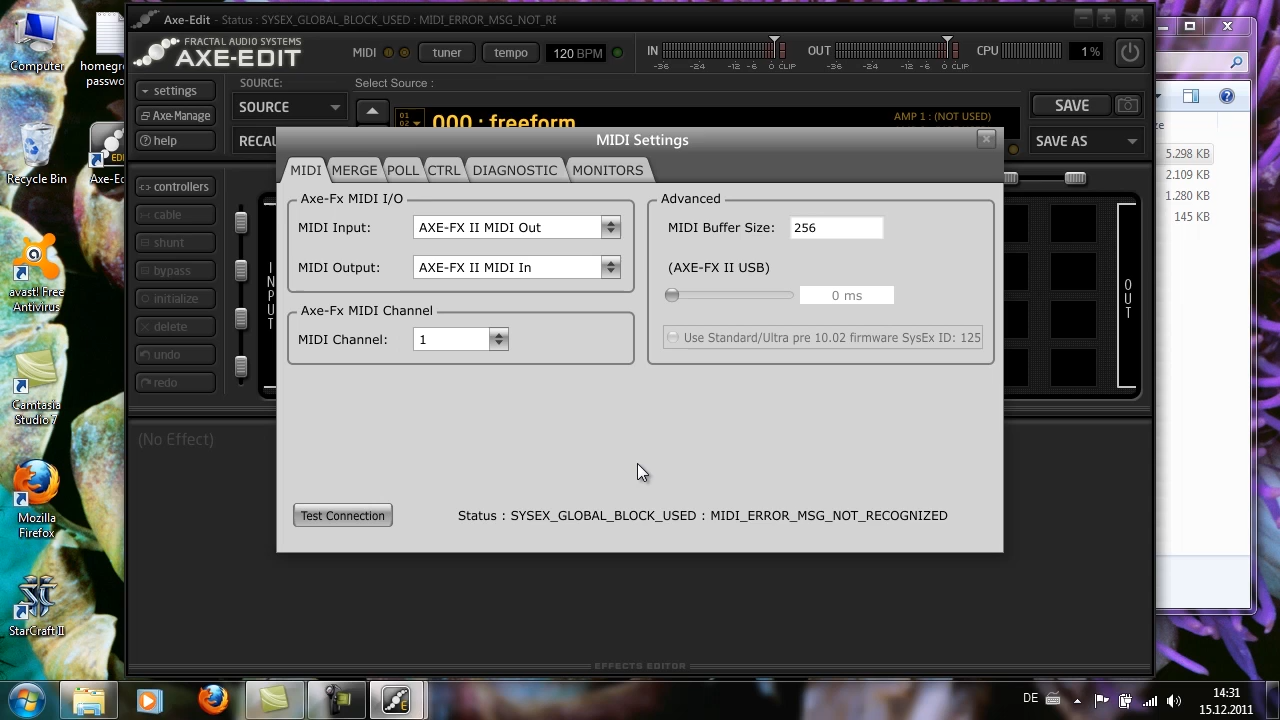 Computer
homegro
passwo
Recycle Bin
Axe-Ed
avast! Free
Antivirus
Camtasia
Studio 7
Mozilla
Firefox
StarCraft II
Axe-Edit - Status : SYSEX_GLOBAL_BLOCK_USED : MIDI_ERROR_MSG_NOT_
FRACTAL AUDIO SYSTEMS
AXE-EDIT
MIDI
tuner
tempo
120 BPM
IN
-36 -24 -12 -6 0 CLIP
OUT
-36 -24 -12 -6 0 CLIP
CPU
1 %
settings
Axe-Manage
help
SOURCE:
SOURCE
RECAL
Select Source :
01
02
000 : freeform
AMP 1 : (NOT USED)
SAVE
SAVE AS
controllers
cable
shunt
bypass
initialize
delete
undo
redo
INPUT
OUT
MIDI Settings
MIDI MERGE POLL CTRL DIAGNOSTIC MONITORS
Axe-Fx MIDI I/O
MIDI Input: AXE-FX II MIDI Out
MIDI Output: AXE-FX II MIDI In
Axe-Fx MIDI Channel
MIDI Channel: 1
Advanced
MIDI Buffer Size: 256
(AXE-FX II USB)
0 ms
Use Standard/Ultra pre 10.02 firmware SysEx ID: 125
Test Connection
Status : SYSEX_GLOBAL_BLOCK_USED : MIDI_ERROR_MSG_NOT_RECOGNIZED
(No Effect)
EFFECTS EDITOR
5.298 KB
2.109 KB
1.280 KB
145 KB
DE
14:31
15.12.2011